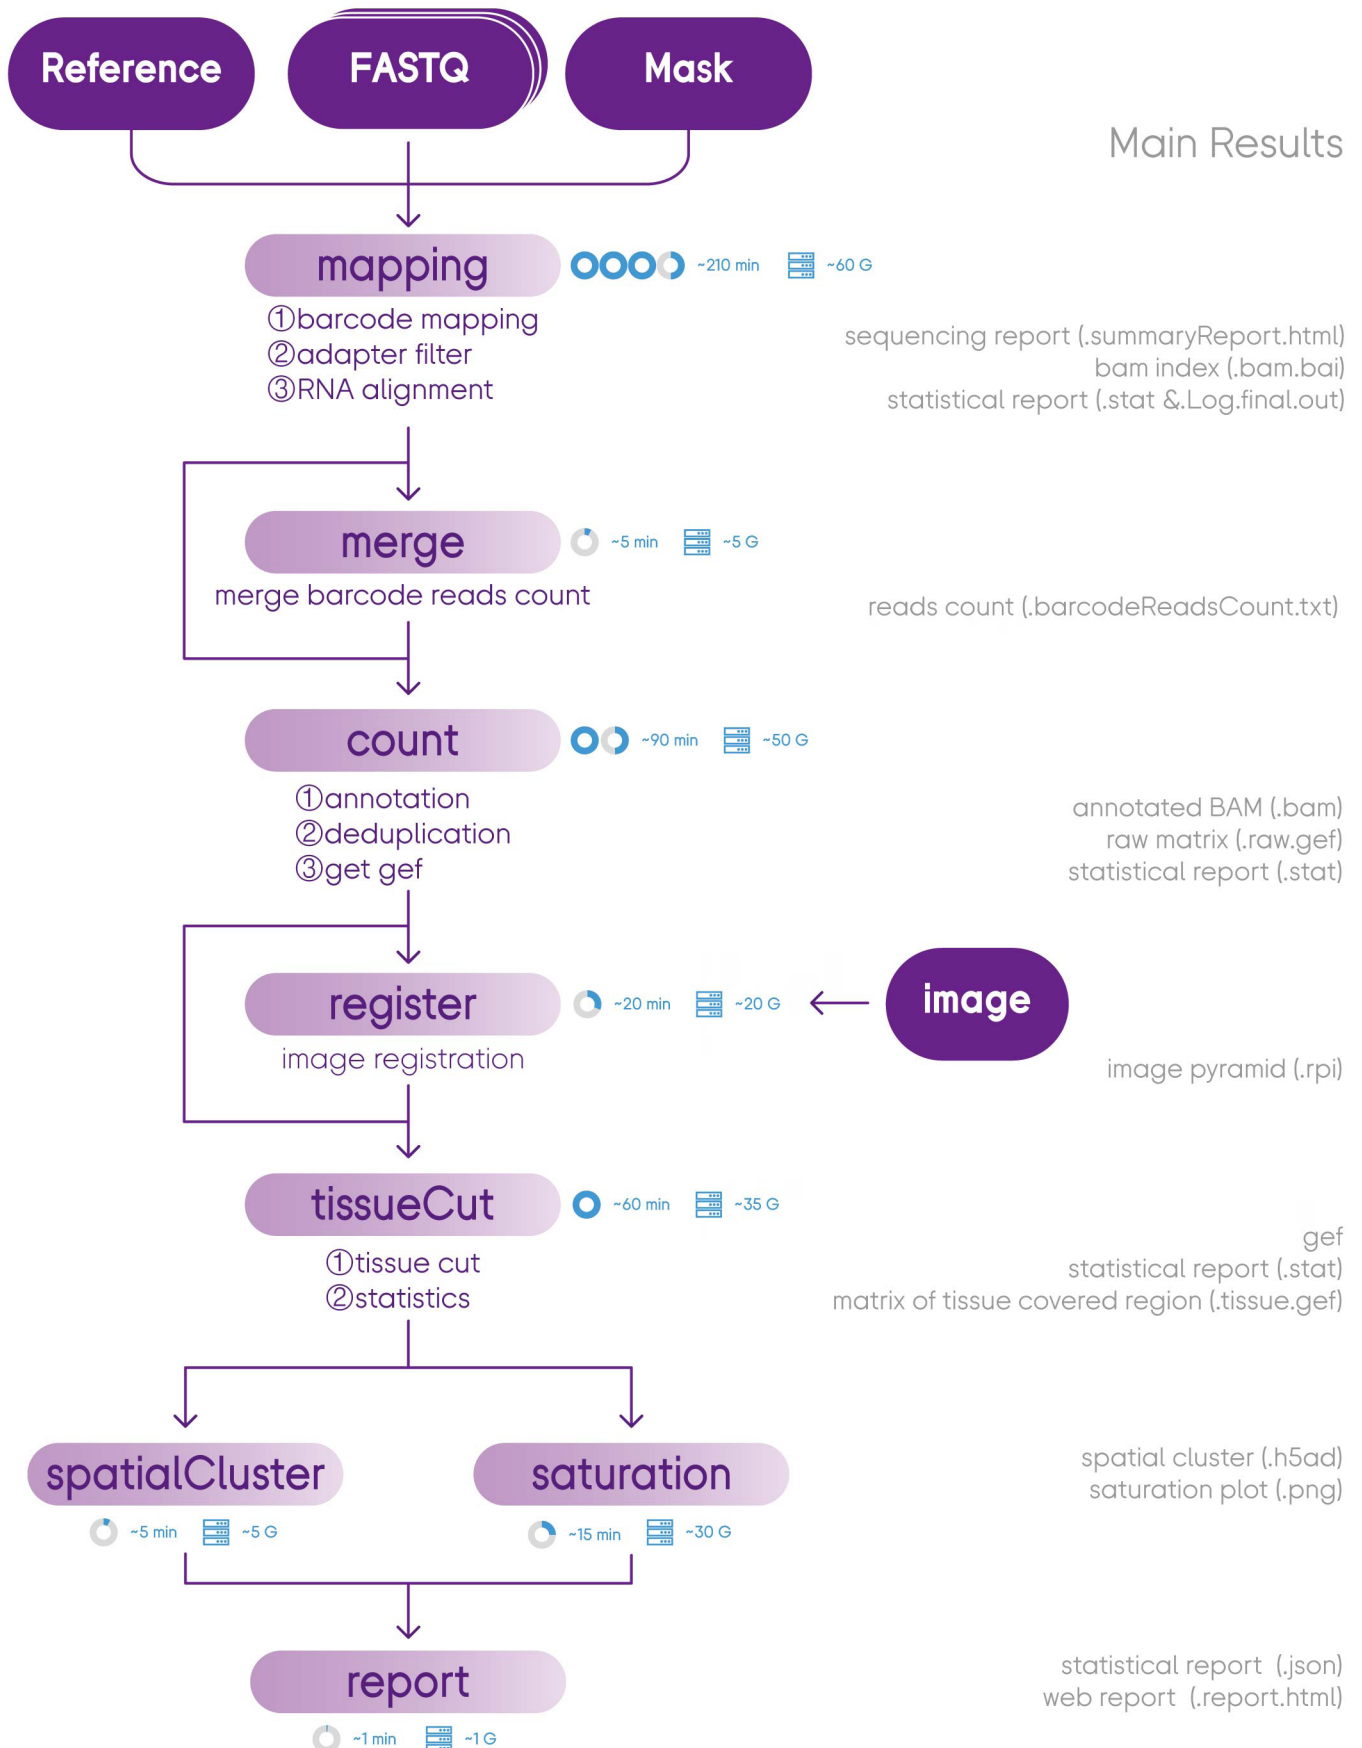 Reference
FASTQ
Mask
Main Results
mapping
~210 min
~60 G
①barcode mapping
②adapter filter
③RNA alignment
sequencing report (.summaryReport.html)
bam index (.bam.bai)
statistical report (.stat &.Log.final.out)
merge
~5 min
~5 G
merge barcode reads count
reads count (.barcodeReadsCount.txt)
count
~90 min
~50 G
①annotation
②deduplication
③get gef
annotated BAM (.bam)
raw matrix (.raw.gef)
statistical report (.stat)
register
~20 min
~20 G
image
image registration
image pyramid (.rpi)
tissueCut
~60 min
~35 G
①tissue cut
②statistics
gef
statistical report (.stat)
matrix of tissue covered region (.tissue.gef)
spatialCluster
~5 min
~5 G
saturation
~15 min
~30 G
spatial cluster (.h5ad)
saturation plot (.png)
report
~1 min
~1 G
statistical report (.json)
web report (.report.html)